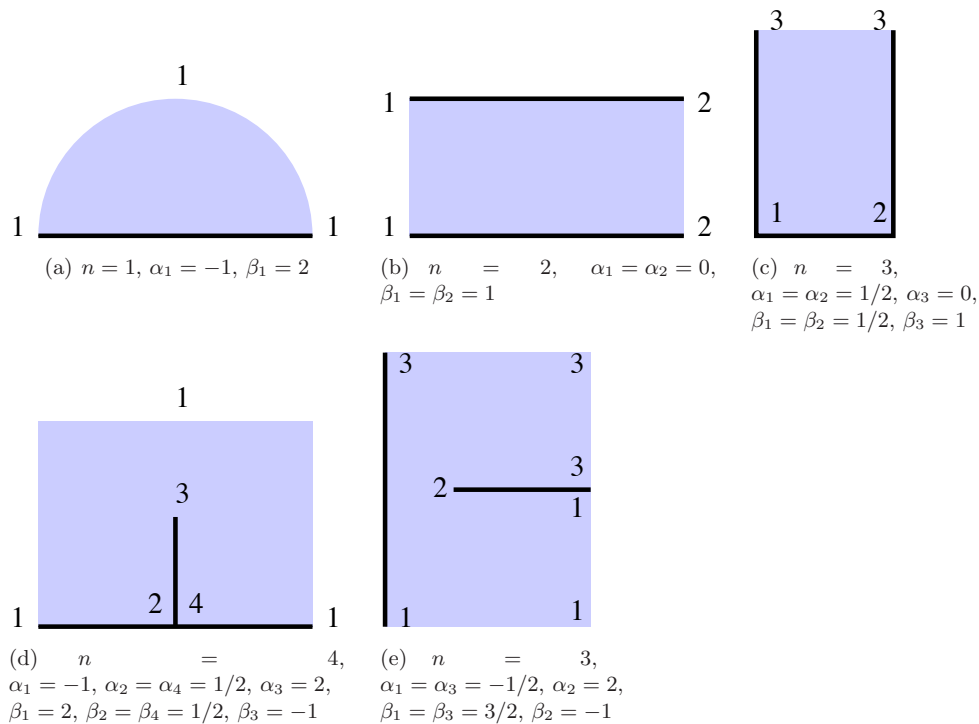 1
1 1
(a) n = 1, α₁ = −1, β₁ = 2
1 2
1 2
(b) n = 2, α₁ = α₂ = 0,
β₁ = β₂ = 1
3 3
1 2
(c) n = 3,
α₁ = α₂ = 1/2, α₃ = 0,
β₁ = β₂ = 1/2, β₃ = 1
1
3
2 4
1 1
(d) n = 4,
α₁ = −1, α₂ = α₄ = 1/2, α₃ = 2,
β₁ = 2, β₂ = β₄ = 1/2, β₃ = −1
3 3
3
2
1
1 1
(e) n = 3,
α₁ = α₃ = −1/2, α₂ = 2,
β₁ = β₃ = 3/2, β₂ = −1